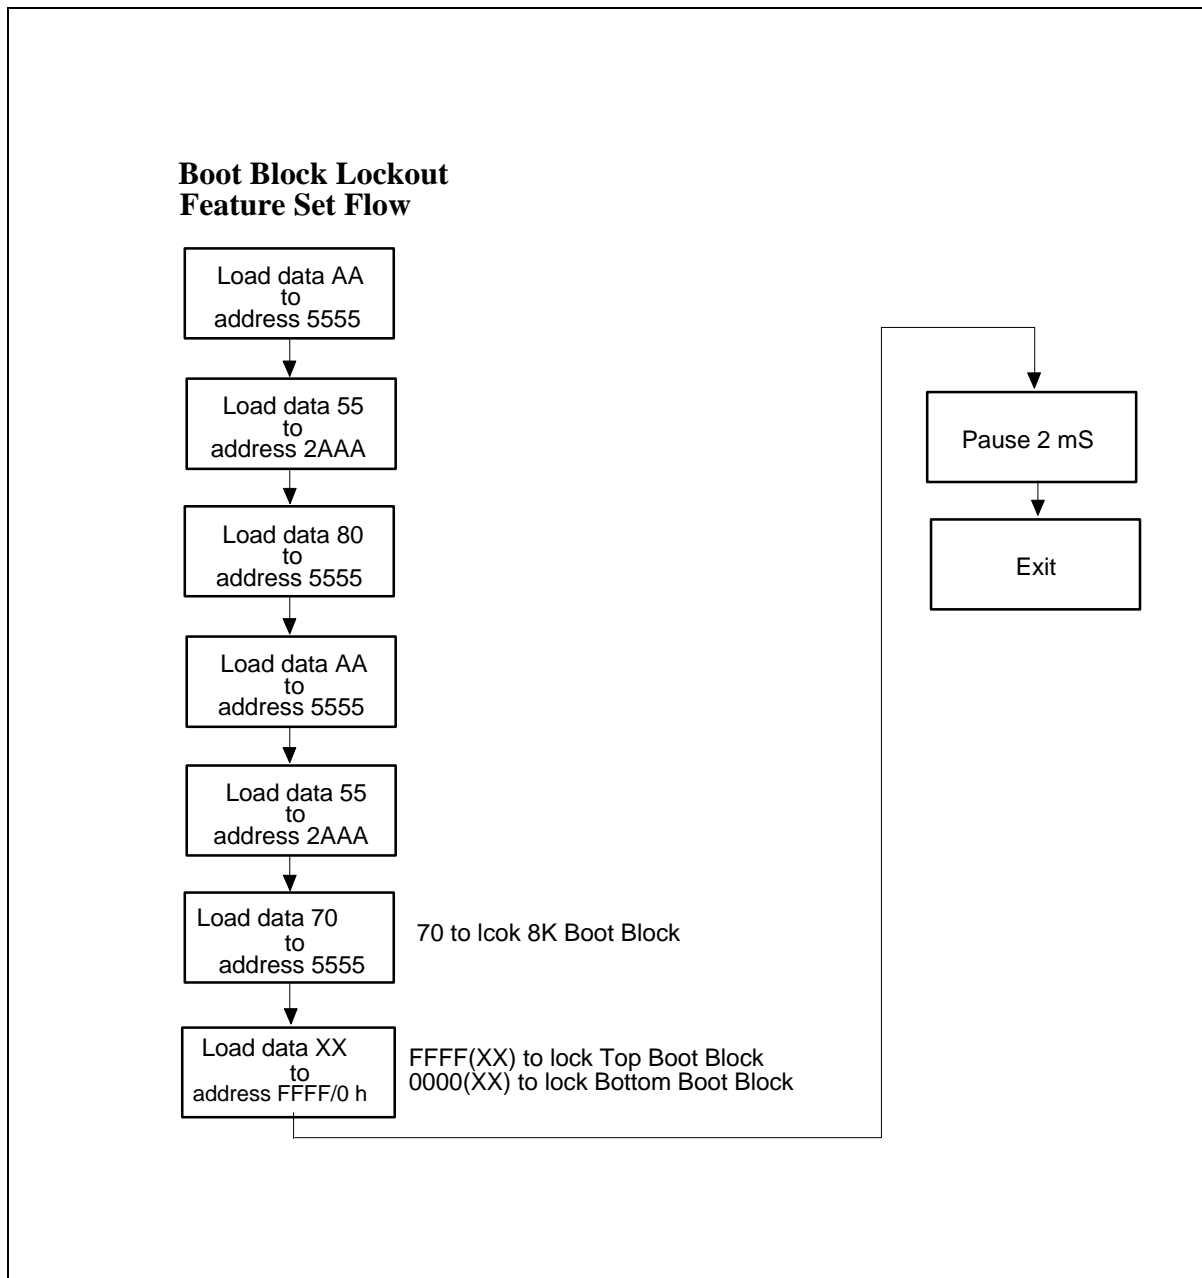 Boot Block Lockout
Feature Set Flow
Load data AA
to
address 5555
Load data 55
to
address 2AAA
Load data 80
to
address 5555
Load data AA
to
address 5555
Load data 55
to
address 2AAA
Load data 70
to
address 5555
70 to lcok 8K Boot Block
Load data XX
to
address FFFF/0 h
FFFF(XX) to lock Top Boot Block
0000(XX) to lock Bottom Boot Block
Pause 2 mS
Exit